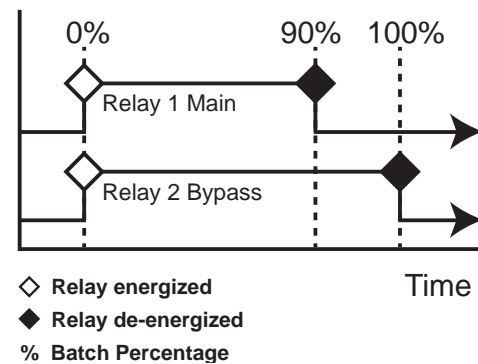 0% 90% 100%
Relay 1 Main
Relay 2 Bypass
Time
Relay energized
Relay de-energized
% Batch Percentage